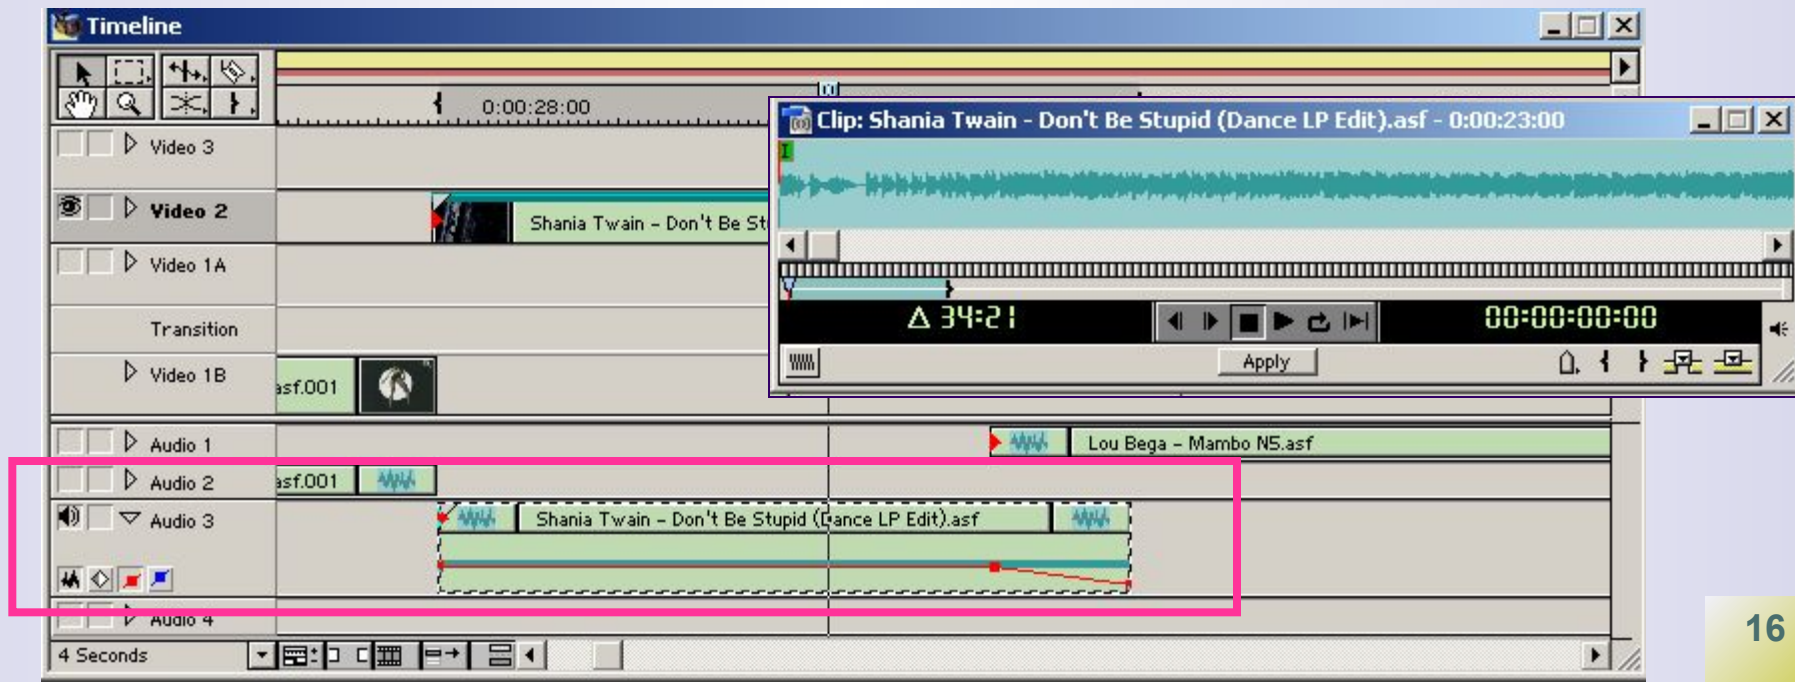 Timeline
0:00:28:00
Clip: Shania Twain - Don't Be Stupid (Dance LP Edit).asf - 0:00:23:00
I
Video 3
Video 2
Shania Twain - Don't Be St
Video 1A
Δ 34:21
00:00:00:00
Transition
Apply
Video 1B
asf.001
Audio 1
Lou Bega - Mambo N5.asf
Audio 2
asf.001
Audio 3
Shania Twain - Don't Be Stupid (Dance LP Edit).asf
Audio 4
4 Seconds
16